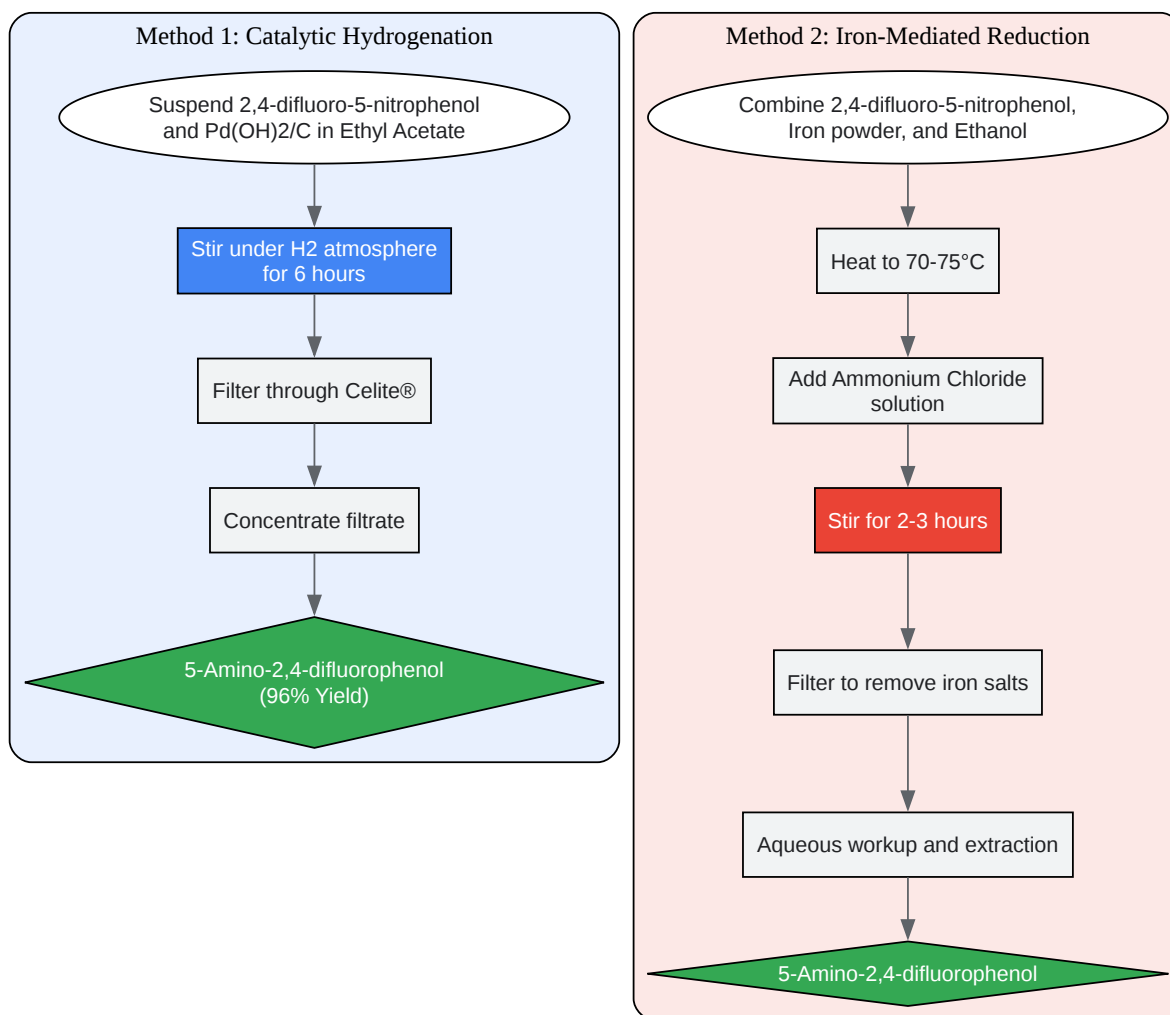 Method 1: Catalytic Hydrogenation
Suspend 2,4-difluoro-5-nitrophenol
and Pd(OH)2/C in Ethyl Acetate
Stir under H2 atmosphere
for 6 hours
Filter through Celite®
Concentrate filtrate
5-Amino-2,4-difluorophenol
(96% Yield)
Method 2: Iron-Mediated Reduction
Combine 2,4-difluoro-5-nitrophenol,
Iron powder, and Ethanol
Heat to 70-75°C
Add Ammonium Chloride
solution
Stir for 2-3 hours
Filter to remove iron salts
Aqueous workup and extraction
5-Amino-2,4-difluorophenol